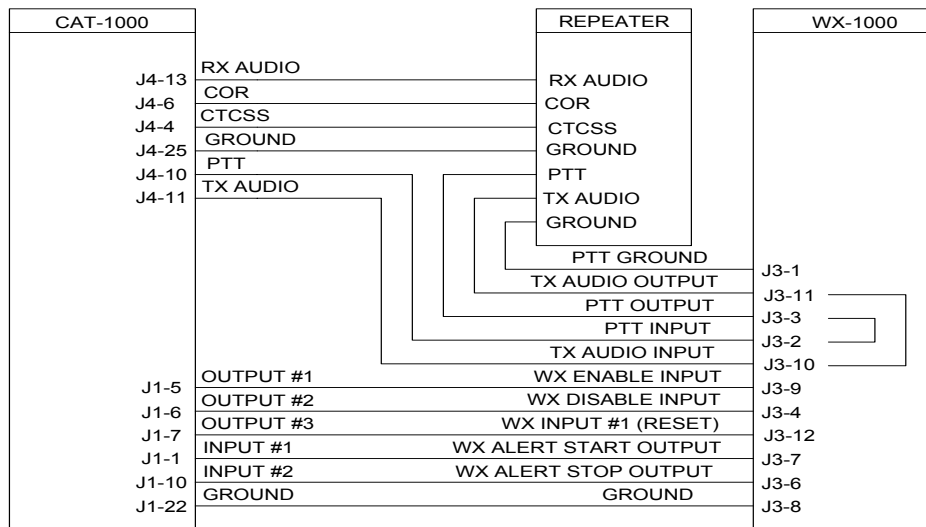 CAT-1000 REPEATER WX-1000
RX AUDIO
J4-13 RX AUDIO
COR
J4-6 COR
CTCSS
J4-4 CTCSS
GROUND
J4-25 GROUND
PTT
J4-10 PTT
TX AUDIO
J4-11 TX AUDIO
GROUND
PTT GROUND
J3-1
TX AUDIO OUTPUT
J3-11
PTT OUTPUT
J3-3
PTT INPUT
J3-2
TX AUDIO INPUT
J3-10
OUTPUT #1 WX ENABLE INPUT
J1-5 J3-9
OUTPUT #2 WX DISABLE INPUT
J1-6 J3-4
OUTPUT #3 WX INPUT #1 (RESET)
J1-7 J3-12
INPUT #1 WX ALERT START OUTPUT
J1-1 J3-7
INPUT #2 WX ALERT STOP OUTPUT
J1-10 J3-6
GROUND GROUND
J1-22 J3-8